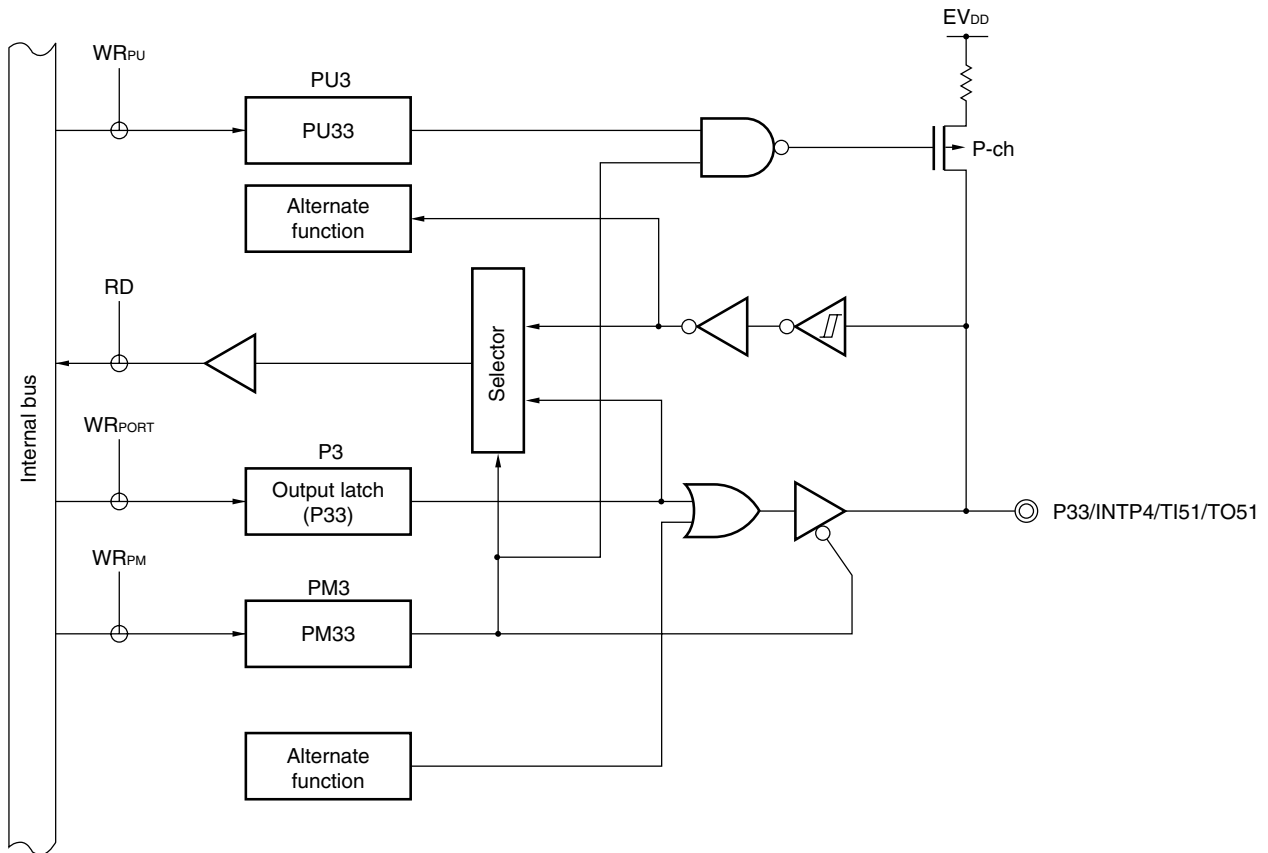 EVDD
WRPU
PU3
PU33
P-ch
Alternate
function
RD
Selector
Internal bus
WRPORT
P3
Output latch
(P33)
P33/INTP4/TI51/TO51
WRPM
PM3
PM33
Alternate
function